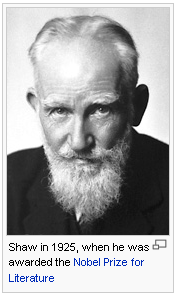 Shaw in 1925, when he was
awarded the Nobel Prize for
Literature